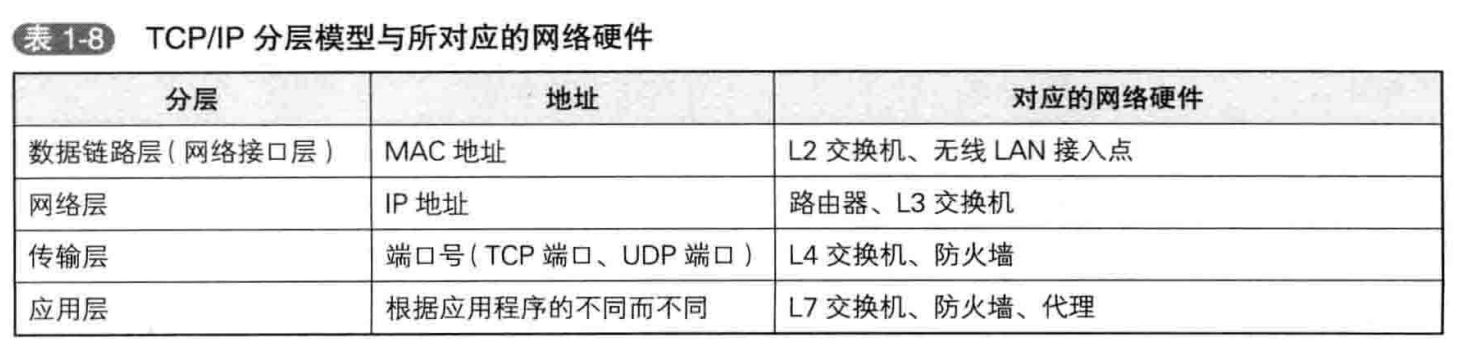 表 1-8 TCP/IP 分层模型与所对应的网络硬件
分层 地址 对应的网络硬件
数据链路层(网络接口层) MAC 地址 L2 交换机、无线 LAN 接入点
网络层 IP 地址 路由器、L3 交换机
传输层 端口号(TCP 端口、UDP 端口) L4 交换机、防火墙
应用层 根据应用程序的不同而不同 L7 交换机、防火墙、代理